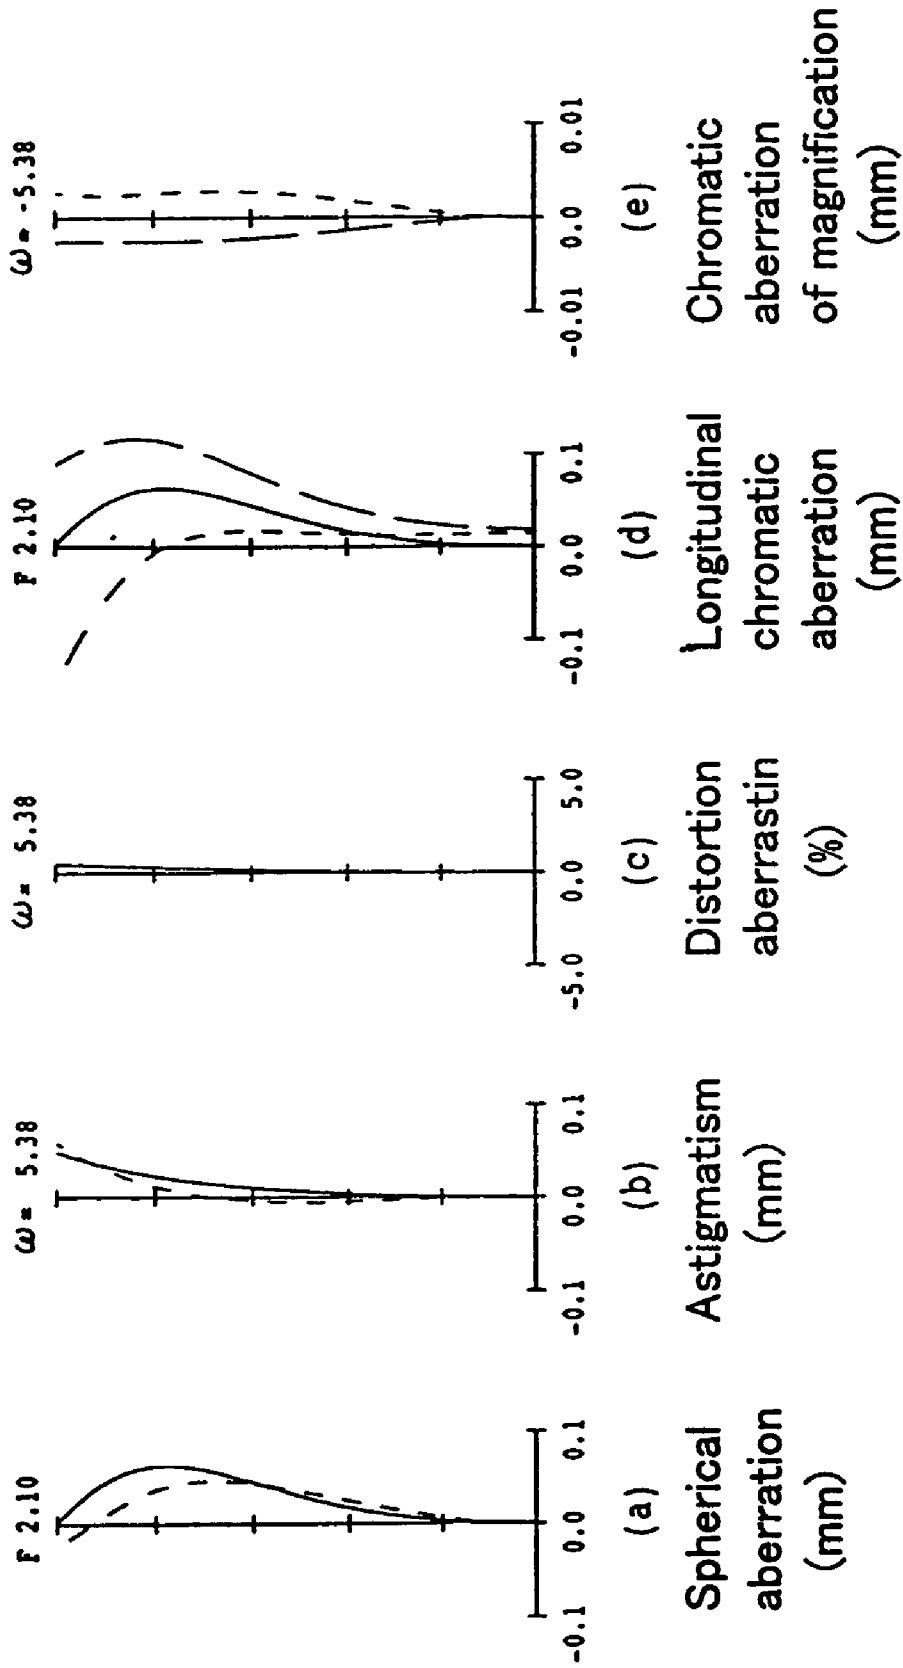 F 2.10
-0.1 0.0 0.1
(a)
Spherical
aberration
(mm)
ω= 5.38
-0.1 0.0 0.1
(b)
Astigmatism
(mm)
ω= 5.38
-5.0 0.0 5.0
(c)
Distortion
aberrastin
(%)
F 2.10
-0.1 0.0 0.1
(d)
Longitudinal
chromatic
aberration
(mm)
ω= -5.38
-0.01 0.0 0.01
(e)
Chromatic
aberration
of magnification
(mm)